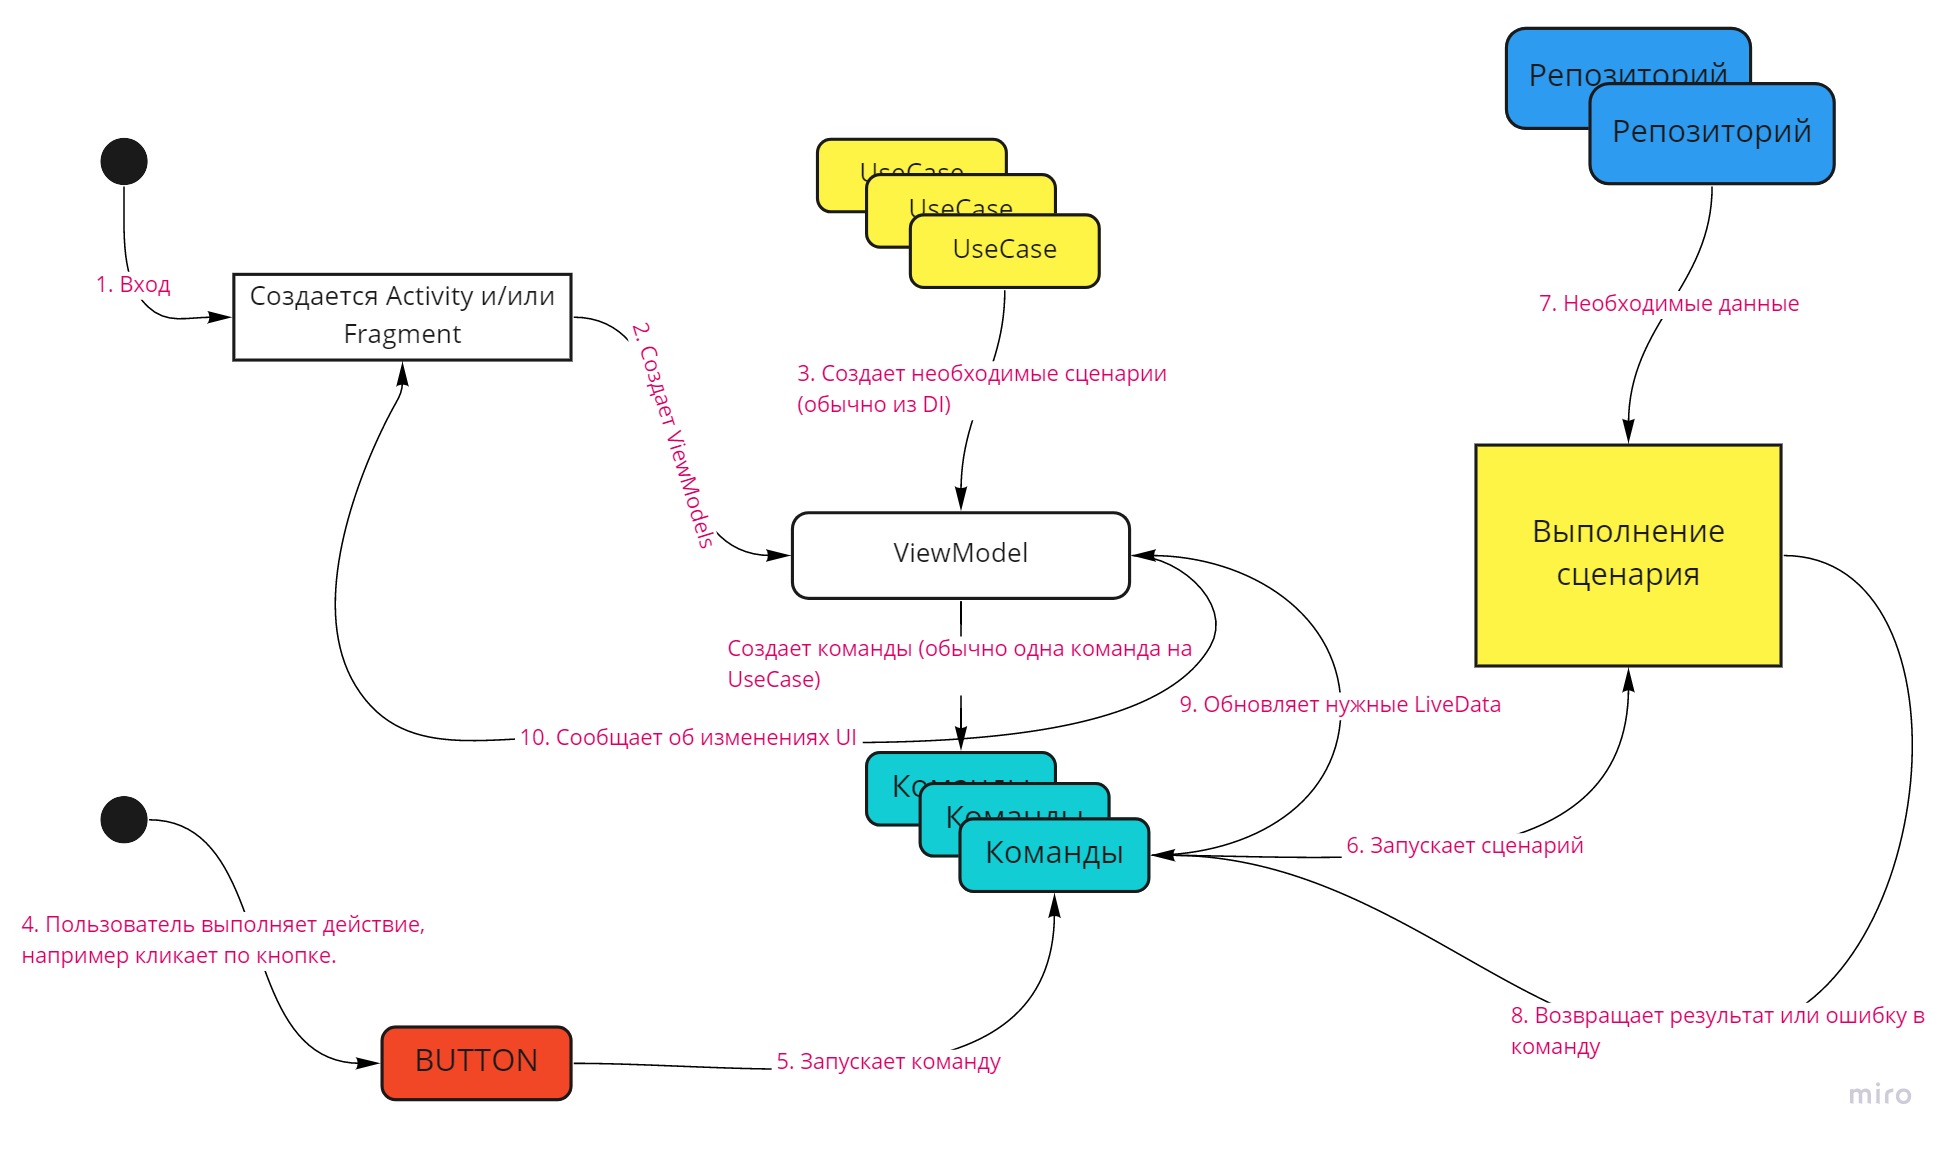 Репозиторий
Репозиторий
UseCase
UseCase
UseCase
1. Вход
Создается Activity и/или
Fragment
2. Создает ViewModels
3. Создает необходимые сценарии
(обычно из DI)
7. Необходимые данные
Выполнение
сценария
ViewModel
Создает команды (обычно одна команда на
UseCase)
9. Обновляет нужные LiveData
10. Сообщает об изменениях UI
Команды
Команды
Команды
6. Запускает сценарий
4. Пользователь выполняет действие,
например кликает по кнопке.
8. Возвращает результат или ошибку в
команду
BUTTON
5. Запускает команду
miro